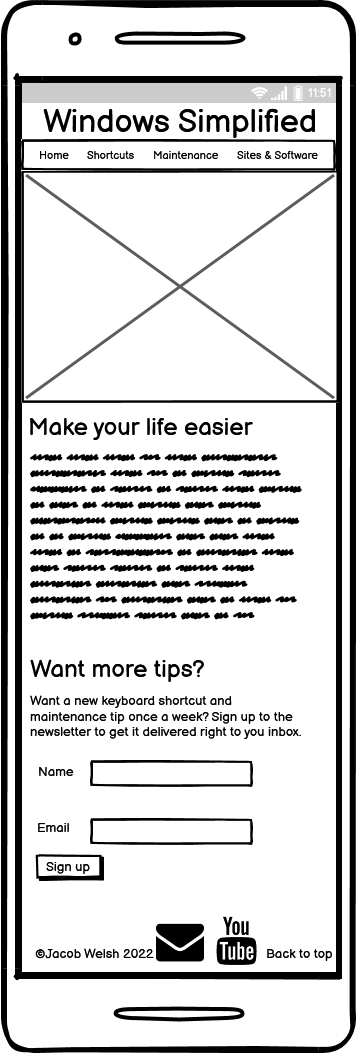 11:51
Windows Simplified
Home Shortcuts Maintenance Sites & Software
Make your life easier
Want more tips?
Want a new keyboard shortcut and
maintenance tip once a week? Sign up to the
newsletter to get it delivered right to you inbox.
Name
Email
Sign up
©Jacob Welsh 2022 You Tube Back to top